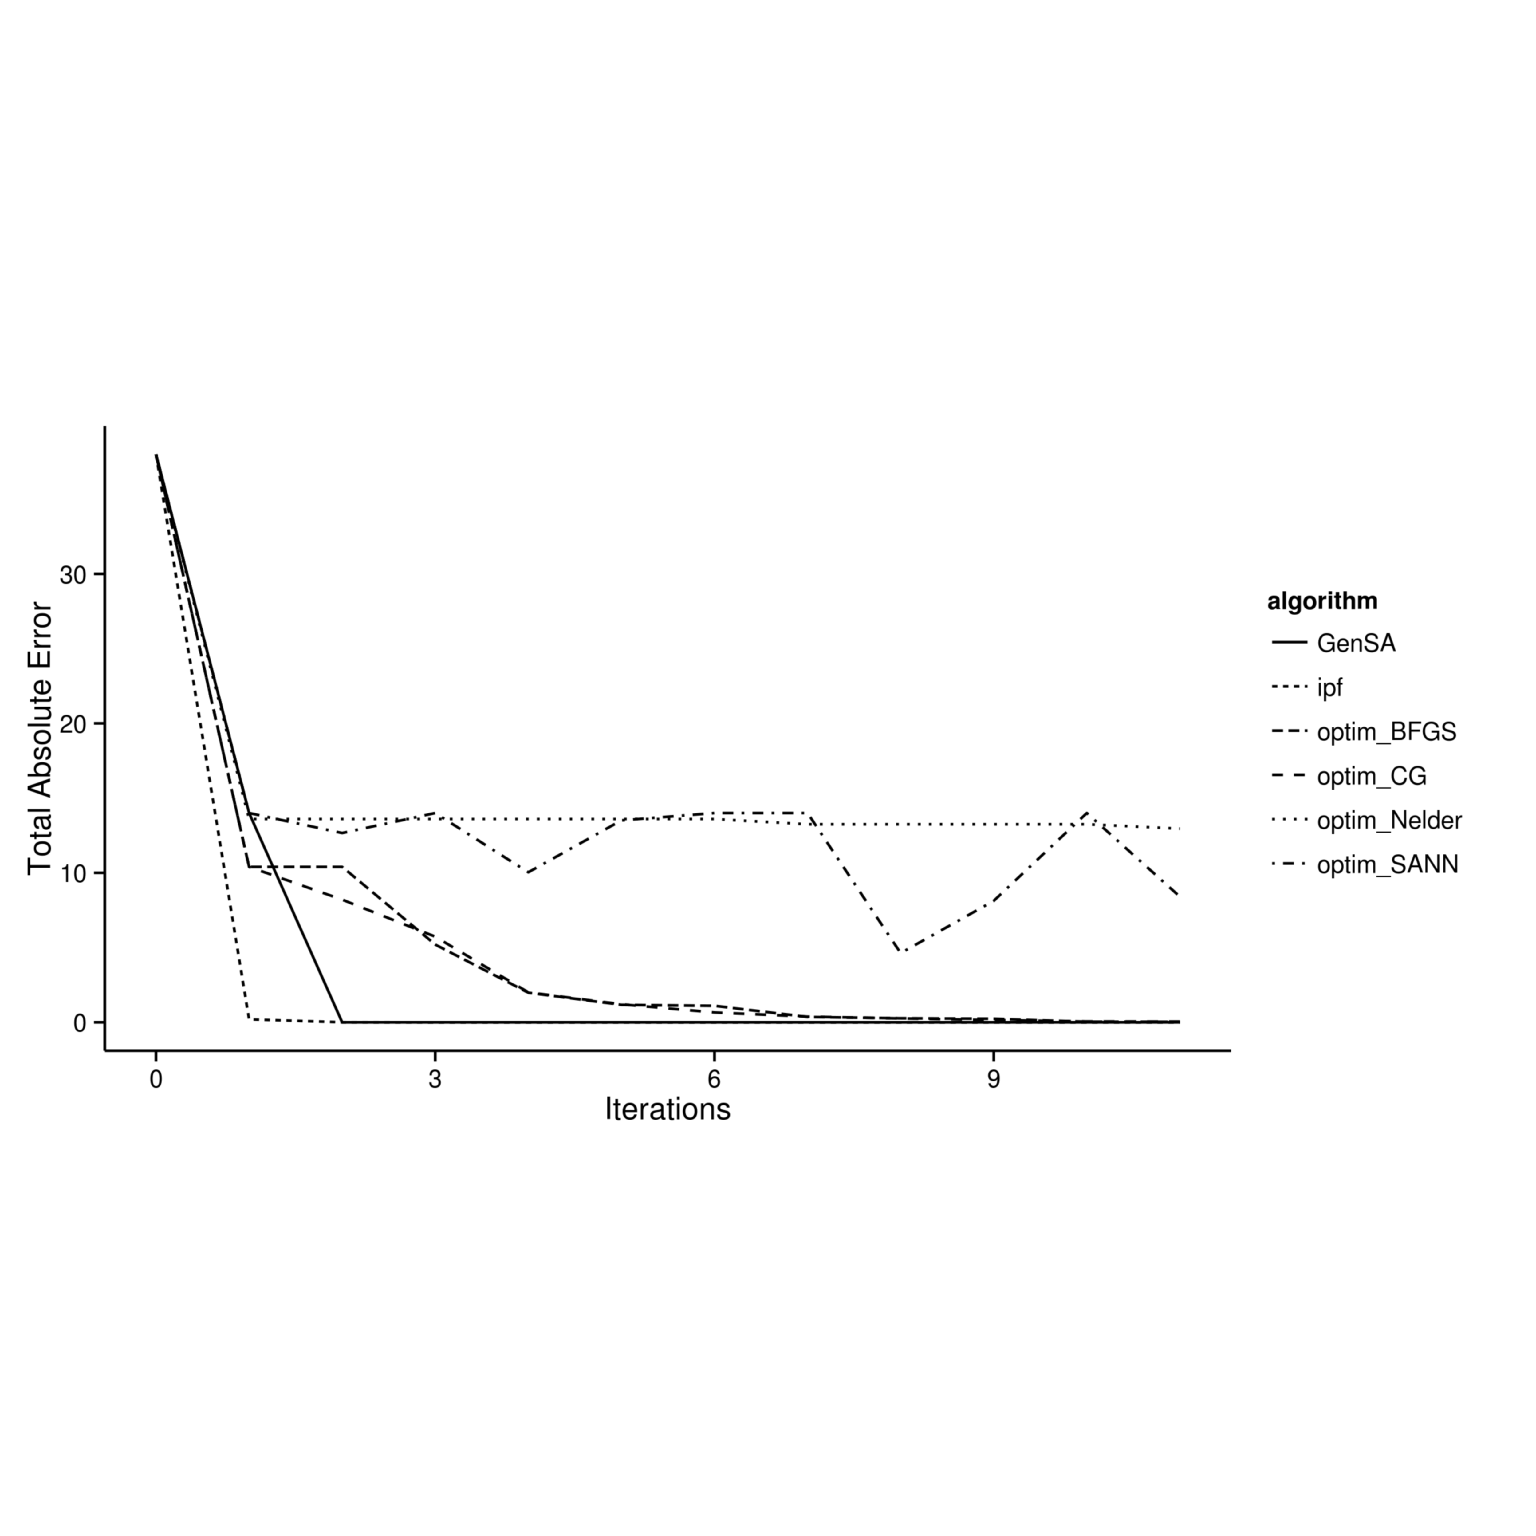 Total Absolute Error
30
20
10
0
0 3 6 9
Iterations
algorithm
GenSA
ipf
optim_BFGS
optim_CG
optim_Nelder
optim_SANN